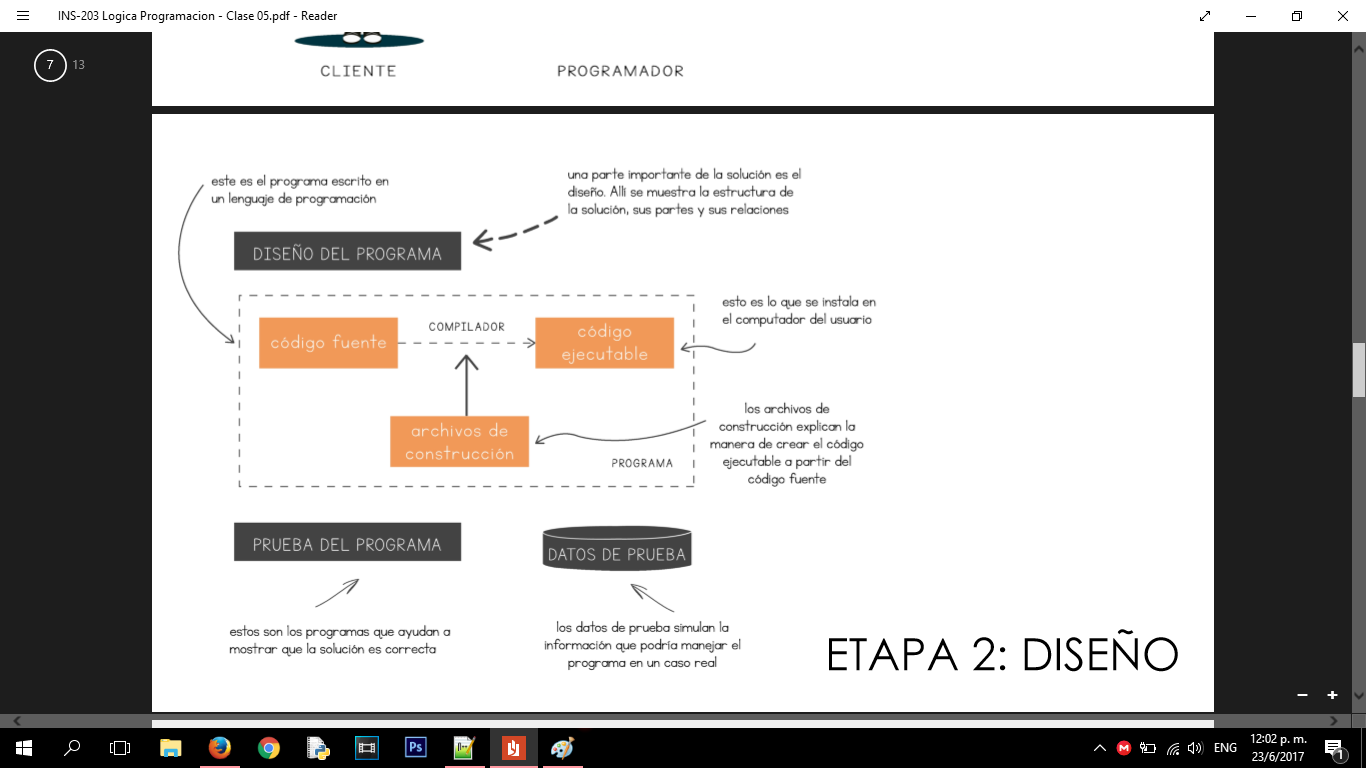 INS-203 Logica Programacion - Clase 05.pdf - Reader
7 13
CLIENTE
PROGRAMADOR
este es el programa escrito en
un lenguaje de programación
una parte importante de la solución es el
diseño. Allí se muestra la estructura de
la solución, sus partes y sus relaciones
DISEÑO DEL PROGRAMA
esto es lo que se instala en
el computador del usuario
código fuente
COMPILADOR
código
ejecutable
archivos de
construcción
PROGRAMA
los archivos de
construcción explican la
manera de crear el código
ejecutable a partir del
código fuente
PRUEBA DEL PROGRAMA
DATOS DE PRUEBA
estos son los programas que ayudan a
mostrar que la solución es correcta
los datos de prueba simulan la
información que podría manejar el
programa en un caso real
ETAPA 2: DISEÑO
Ps
M
ENG
12:02 p. m.
23/6/2017
1